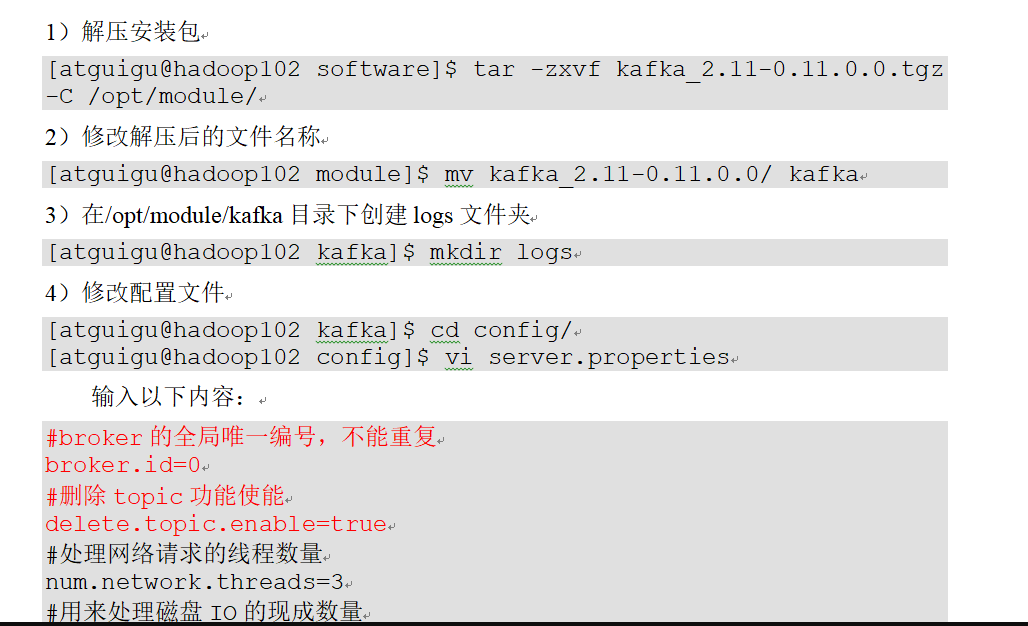 1）解压安装包
[atguigu@hadoop102 software]$ tar -zxvf kafka_2.11-0.11.0.0.tgz
-C /opt/module/
2）修改解压后的文件名称
[atguigu@hadoop102 module]$ mv kafka_2.11-0.11.0.0/ kafka
3）在/opt/module/kafka 目录下创建 logs 文件夹
[atguigu@hadoop102 kafka]$ mkdir logs
4）修改配置文件
[atguigu@hadoop102 kafka]$ cd config/
[atguigu@hadoop102 config]$ vi server.properties
输入以下内容：
#broker 的全局唯一编号，不能重复
broker.id=0
#删除 topic 功能使能
delete.topic.enable=true
#处理网络请求的线程数量
num.network.threads=3
#用来处理磁盘 IO 的现成数量